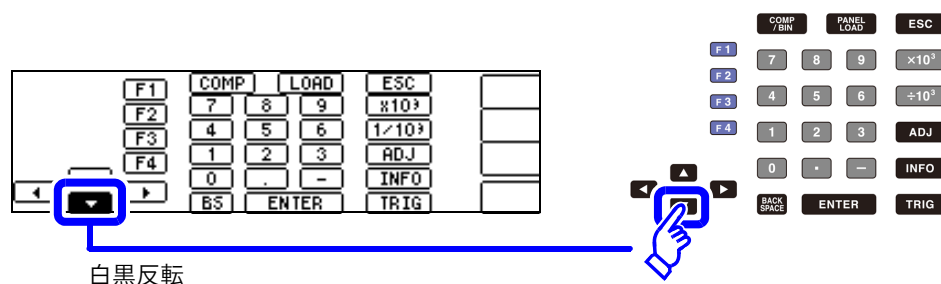 COMP /BIN PANEL LOAD ESC
F1 7 8 9 ×10³
F2 4 5 6 ÷10³
F3 1 2 3 ADJ
F4 0 · − INFO
BACK SPACE ENTER TRIG
COMP LOAD ESC
F1 7 8 9 x10³
F2 4 5 6 1/10³
F3 1 2 3 ADJ
F4 0 . - INFO
BS ENTER TRIG
白黒反転